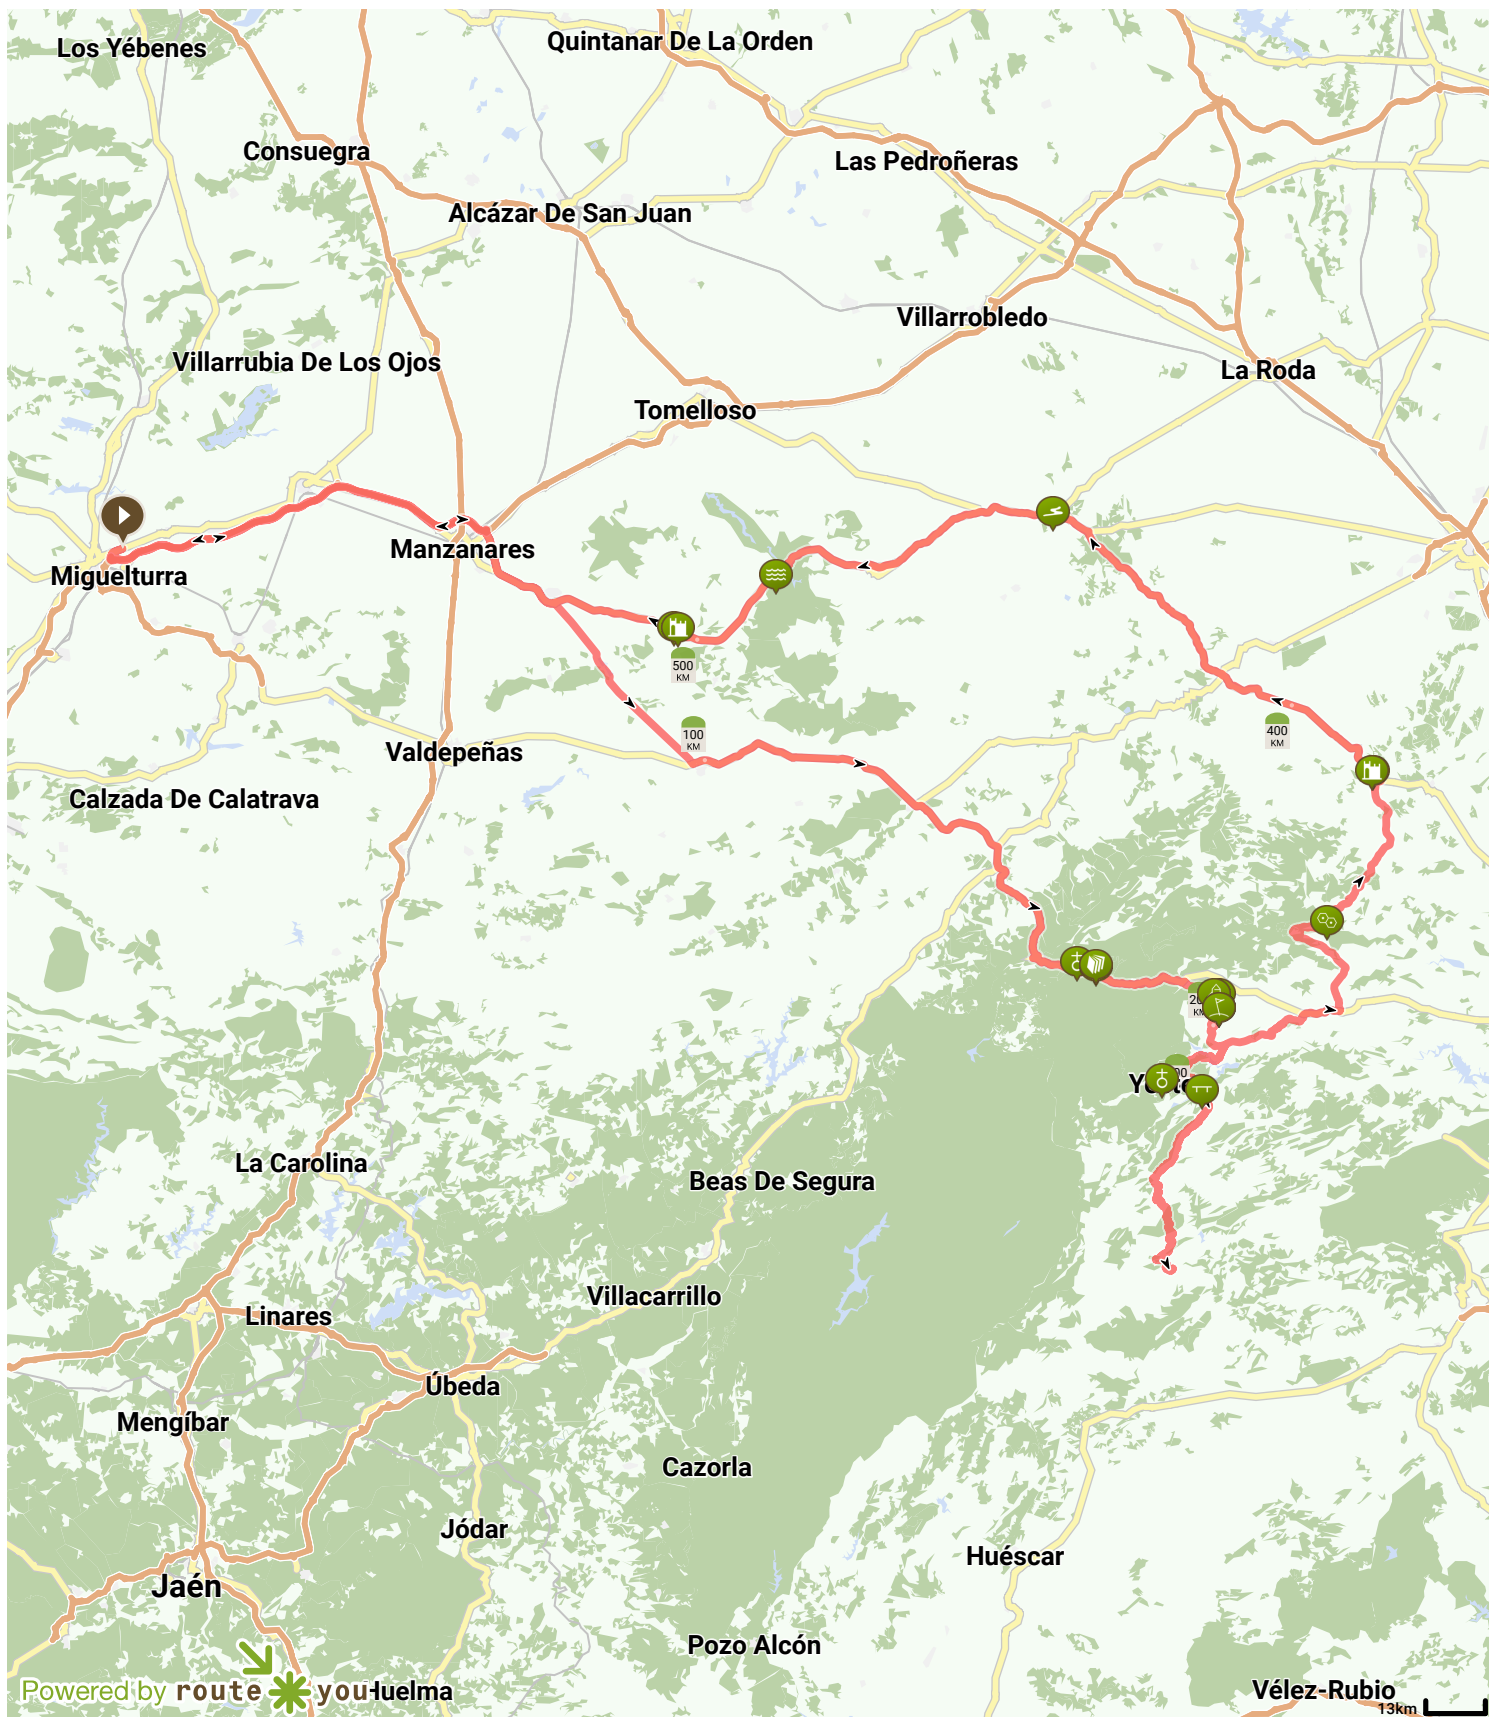 Los Yébenes
Quintanar De La Orden
Consuegra
Las Pedroñeras
Alcázar De San Juan
Villarrobledo
Villarrubia De Los Ojos
La Roda
Tomelloso
Manzanares
Miguelturra
500
KM
100
KM
400
KM
Valdepeñas
Calzada De Calatrava
KM
La Carolina
Beas De Segura
Villacarrillo
Linares
Úbeda
Mengíbar
Cazorla
Jódar
Huéscar
Jaén
Pozo Alcón
Powered by route you
Huelma
Vélez-Rubio
13km